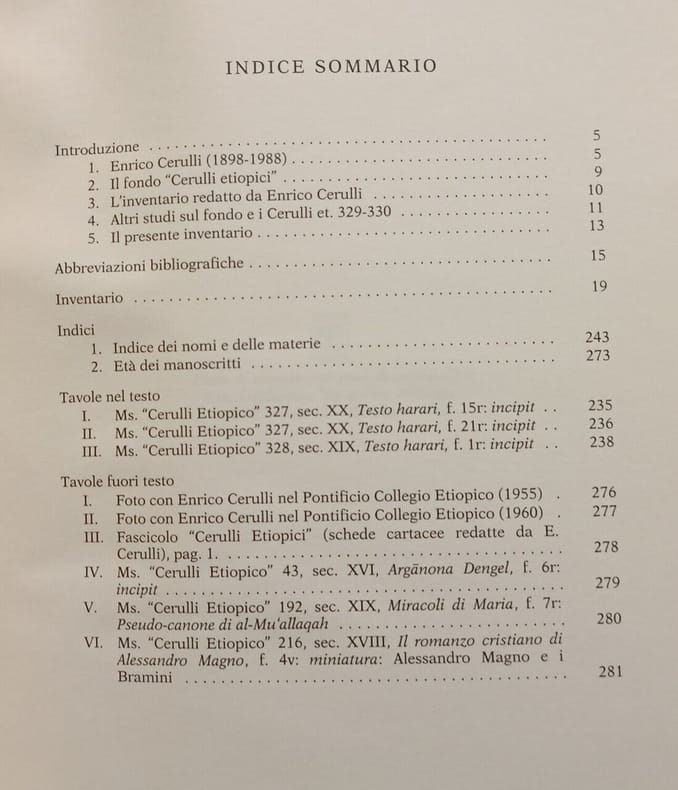 INDICE SOMMARIO
Introduzione . . . . . . . . . . . . . . . . . . . . . . . . . . . . . . . . . . . . . . . 5
1. Enrico Cerulli (1898-1988) . . . . . . . . . . . . . . . . . . . . . . . . . . 5
2. Il fondo “Cerulli etiopici” . . . . . . . . . . . . . . . . . . . . . . . . . . . 9
3. L’inventario redatto da Enrico Cerulli . . . . . . . . . . . . . . . . . . 10
4. Altri studi sul fondo e i Cerulli et. 329-330 . . . . . . . . . . . . . . . 11
5. Il presente inventario . . . . . . . . . . . . . . . . . . . . . . . . . . . . . 13
Abbreviazioni bibliografiche . . . . . . . . . . . . . . . . . . . . . . . . . . . 15
Inventario . . . . . . . . . . . . . . . . . . . . . . . . . . . . . . . . . . . . . 19
Indici
1. Indice dei nomi e delle materie . . . . . . . . . . . . . . . . . . . . . . 243
2. Età dei manoscritti . . . . . . . . . . . . . . . . . . . . . . . . . . . . . . 273
Tavole nel testo
I. Ms. “Cerulli Etiopico” 327, sec. XX, Testo harari, f. 15r: incipit . . 235
II. Ms. “Cerulli Etiopico” 327, sec. XX, Testo harari, f. 21r: incipit . . 236
III. Ms. “Cerulli Etiopico” 328, sec. XIX, Testo harari, f. 1r: incipit . . 238
Tavole fuori testo
I. Foto con Enrico Cerulli nel Pontificio Collegio Etiopico (1955) . 276
II. Foto con Enrico Cerulli nel Pontificio Collegio Etiopico (1960) . 277
III. Fascicolo “Cerulli Etiopici” (schede cartacee redatte da E.
Cerulli), pag. 1. . . . . . . . . . . . . . . . . . . . . . . . . . . . . . . . . 278
IV. Ms. “Cerulli Etiopico” 43, sec. XVI, Argānona Dengel, f. 6r:
incipit . . . . . . . . . . . . . . . . . . . . . . . . . . . . . . . . . . . . . . 279
V. Ms. “Cerulli Etiopico” 192, sec. XIX, Miracoli di Maria, f. 7r:
Pseudo-canone di al-Mu‘allaqah . . . . . . . . . . . . . . . . . . . . . . 280
VI. Ms. “Cerulli Etiopico” 216, sec. XVIII, Il romanzo cristiano di
Alessandro Magno, f. 4v: miniatura: Alessandro Magno e i
Bramini . . . . . . . . . . . . . . . . . . . . . . . . . . . . . . . . . . . . . 281